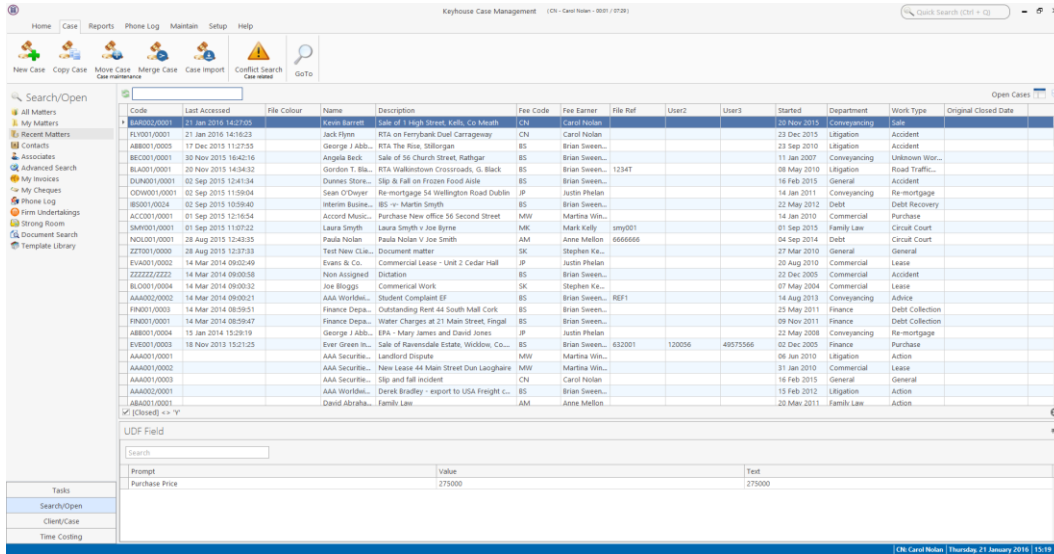 Keyhouse Case Management (CN - Carol Nolan - 0001 / 0728)
Quick Search (Ctrl + Q)
Home Case Reports Phone Log Maintain Setup Help
New Case Copy Case Move Case Merge Case Case Import Conflict Search GoTo
Case maintenance Case related
Search/Open
Open Cases
All Matters
My Matters
Recent Matters
Contacts
Associates
Advanced Search
My Invoices
My Cheques
Phone Log
Firm Undertakings
Strong Room
Document Search
Template Library
Code Last Accessed File Colour Name Description Fee Code Fee Earner File Ref User2 User3 Started Department Work Type Original Closed Date
BAR002/0001 21 Jan 2016 14:27:05 Kevin Barrett Sale of 1 High Street, Kells, Co Meath CN Carol Nolan 20 Nov 2015 Conveyancing Sale
FLY001/0001 21 Jan 2016 14:16:23 Jack Flynn RTA on Ferrybank Duel Carrageway CN Carol Nolan 23 Dec 2015 Litigation Accident
ABB001/0005 17 Dec 2015 11:27:55 George J Abb... RTA The Rise, Stillorgan BS Brian Sween... 23 Sep 2010 Litigation Accident
BEC001/0001 30 Nov 2015 16:42:16 Angela Beck Sale of 56 Church Street, Rathgar BS Brian Sween... 11 Jan 2007 Conveyancing Unknown Wor...
BLA001/0001 20 Nov 2015 14:34:32 Gordon T. Bla... RTA Walkinstown Crossroads, G. Black BS Brian Sween... 1234T 08 May 2010 Litigation Road Traffic...
DUN001/0001 02 Sep 2015 12:41:34 Dunnes Store... Slip & Fall on Frozen Food Aisle BS Brian Sween... 16 Feb 2015 General Accident
ODW001/0001 02 Sep 2015 11:59:04 Sean O'Dwyer Re-mortgage 54 Wellington Road Dublin JP Justin Phelan 14 Jan 2011 Conveyancing Re-mortgage
IBS001/0024 02 Sep 2015 10:59:40 Interim Busine... IBS -v- Martin Smyth BS Brian Sween... 22 May 2012 Debt Debt Recovery
ACC001/0001 01 Sep 2015 12:16:54 Accord Music... Purchase New office 56 Second Street MW Martina Win... 14 Jan 2010 Commercial Purchase
SMY001/0001 01 Sep 2015 11:07:22 Laura Smyth Laura Smyth v Joe Byrne MK Mark Kelly smy001 01 Sep 2015 Family Law Circuit Court
NOL001/0001 28 Aug 2015 12:43:35 Paula Nolan Paula Nolan V Joe Smith AM Anne Mellon 6666666 04 Sep 2014 Debt Circuit Court
ZZT001/0000 28 Aug 2015 12:37:33 Test New CLie... Document matter SK Stephen Ke... 27 Mar 2010 General General
EVA001/0002 14 Mar 2014 09:02:49 Evans & Co. Commercial Lease - Unit 2 Cedar Hall JP Justin Phelan 20 Aug 2010 Commercial Lease
ZZZZZZ/ZZZZ 14 Mar 2014 09:00:58 Non Assigned Dictation BS Brian Sween... 22 Dec 2005 Commercial Accident
BLO001/0004 14 Mar 2014 09:00:32 Joe Bloggs Commerical Work SK Stephen Ke... 07 May 2004 Commercial Lease
AAA002/0002 14 Mar 2014 09:00:21 AAA Worldwi... Student Complaint EF BS Brian Sween... REF1 14 Aug 2013 Conveyancing Advice
FIN001/0003 14 Mar 2014 08:59:51 Finance Depa... Outstanding Rent 44 South Mall Cork BS Brian Sween... 25 May 2011 Finance Debt Collection
FIN001/0001 14 Mar 2014 08:59:47 Finance Depa... Water Charges at 21 Main Street, Fingal BS Brian Sween... 09 Nov 2011 Finance Debt Collection
ABB001/0004 15 Jan 2014 15:29:19 George J Abb... EPA - Mary James and David Jones JP Justin Phelan 22 May 2008 Conveyancing Re-mortgage
EVE001/0003 18 Nov 2013 15:21:25 Ever Green In... Sale of Ravensdale Estate, Wicklow, Co.... BS Brian Sween... 632001 120056 49575566 02 Dec 2005 Finance Purchase
AAA001/0001 AAA Securitie... Landlord Dispute MW Martina Win... 06 Jun 2010 Litigation Action
AAA001/0002 AAA Securitie... New Lease 44 Main Street Dun Laoghaire MW Martina Win... 31 Jan 2010 Commercial Lease
AAA001/0003 AAA Securitie... Slip and fall incident CN Carol Nolan 16 Feb 2015 General General
AAA002/0001 AAA Worldwi... Derek Bradley - export to USA Freight c... BS Brian Sween... 15 Feb 2012 Litigation Action
ABA001/0001 David Abraha... Family Law AM Anne Mellon 20 May 2011 Family Law Action
[Closed] <> 'Y'
UDF Field
Search
Prompt Value Text
Purchase Price 275000 275000
Tasks
Search/Open
Client/Case
Time Costing
CN: Carol Nolan Thursday, 21 January 2016 15:19